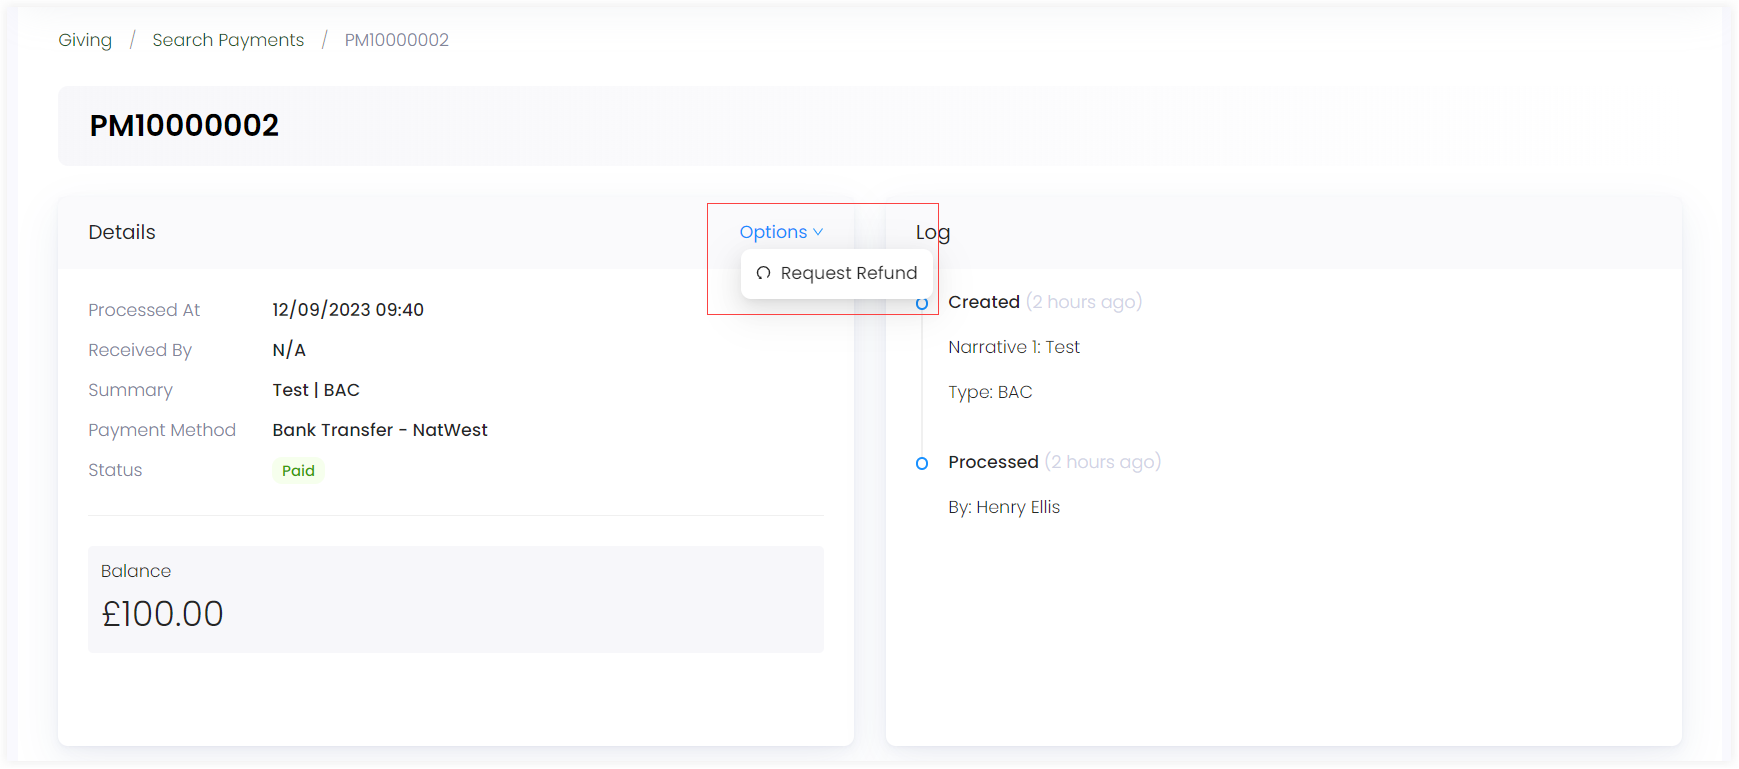 Giving / Search Payments / PM10000002
PM10000002
Details
Options
Request Refund
Processed At 12/09/2023 09:40
Received By N/A
Summary Test | BAC
Payment Method Bank Transfer - NatWest
Status Paid
Balance
£100.00
Log
Created (2 hours ago)
Narrative 1: Test
Type: BAC
Processed (2 hours ago)
By: Henry Ellis